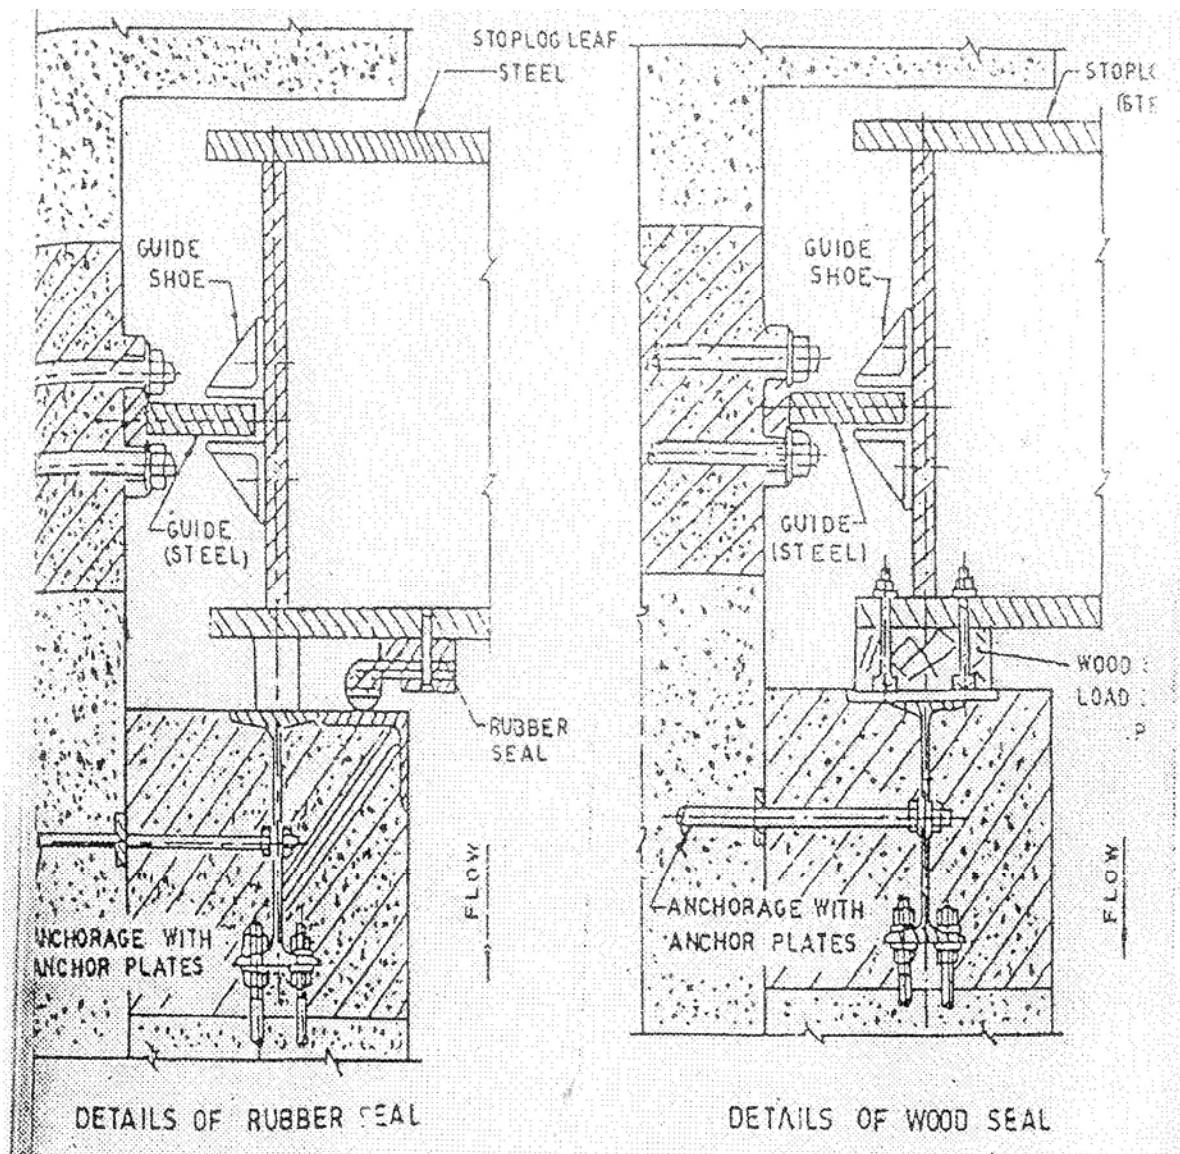 STOPLOG LEAF
STEEL
GUIDE
SHOE
GUIDE
(STEEL)
RUBBER
SEAL
FLOW
ANCHORAGE WITH
ANCHOR PLATES
DETAILS OF RUBBER SEAL
GUIDE
SHOE
GUIDE
(STEEL)
WOOD
LOAD
FLOW
ANCHORAGE WITH
ANCHOR PLATES
DETAILS OF WOOD SEAL